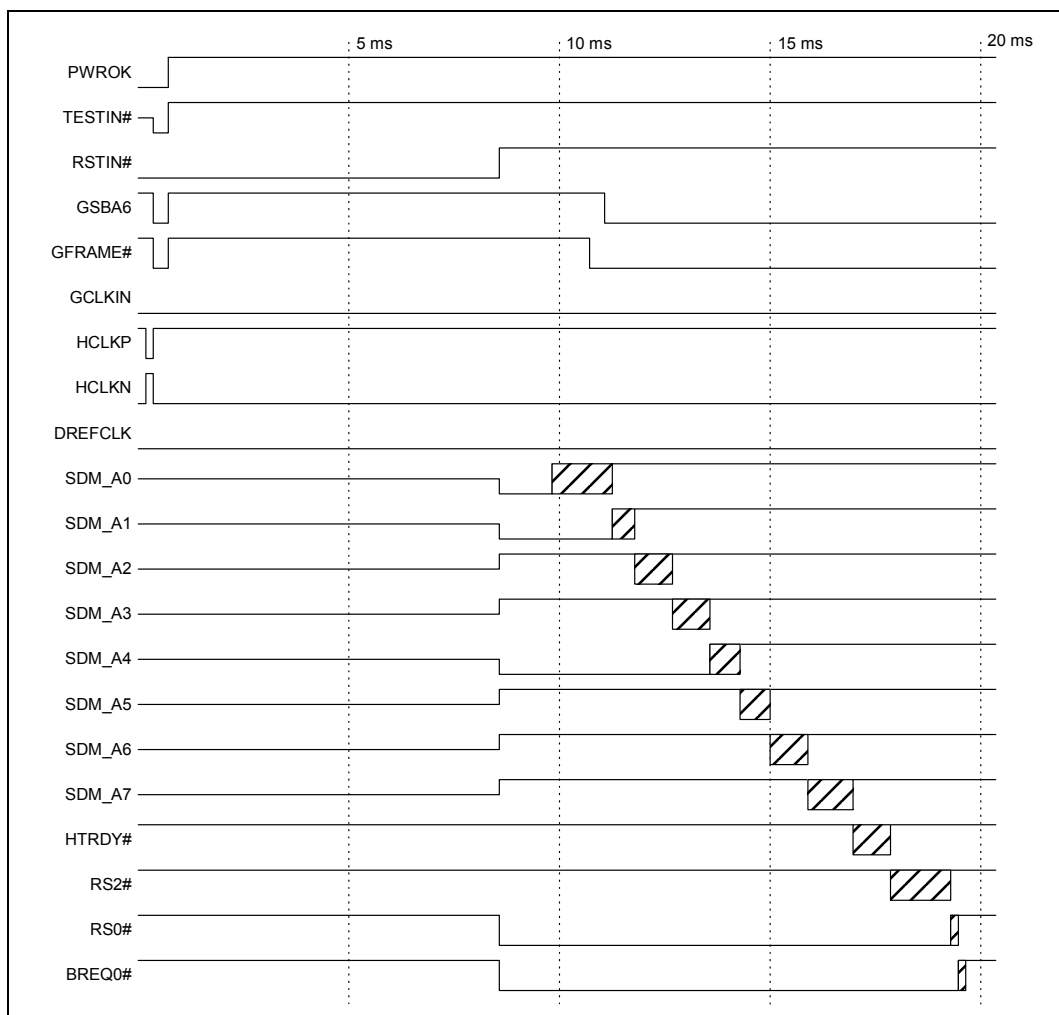 5 ms
10 ms
15 ms
20 ms
PWROK
TESTIN#
RSTIN#
GSBA6
GFRAME#
GCLKIN
HCLKP
HCLKN
DREFCLK
SDM_A0
SDM_A1
SDM_A2
SDM_A3
SDM_A4
SDM_A5
SDM_A6
SDM_A7
HTRDY#
RS2#
RS0#
BREQ0#